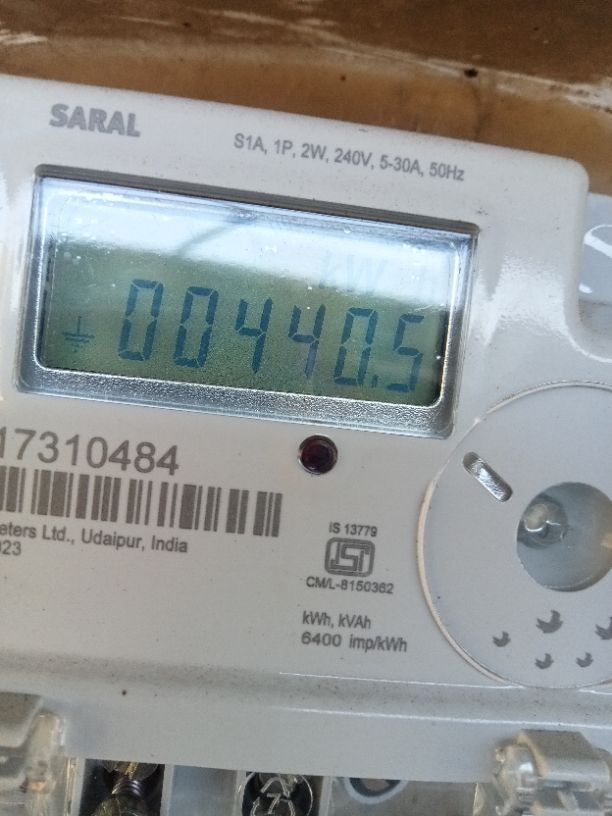 SARAL
S1A, 1P, 2W, 240V, 5-30A, 50Hz
kW h
00440.5
17310484
eters Ltd., Udaipur, India
023
IS 13779
ISI
CM/L-8150362
kWh, kVAh
6400 imp/kWh